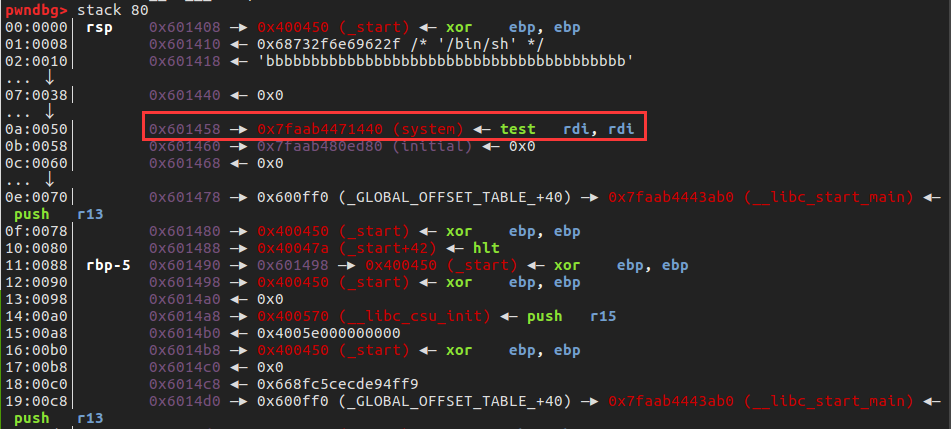 pwndbg> stack 80
00:0000│ rsp 0x601408 —▸ 0x400450 (_start) ◂— xor ebp, ebp
01:0008│ 0x601410 ◂— 0x68732f6e69622f /* '/bin/sh' */
02:0010│ 0x601418 ◂— 'bbbbbbbbbbbbbbbbbbbbbbbbbbbbbbbbbbbbbbbb'
... ↓
07:0038│ 0x601440 ◂— 0x0
... ↓
0a:0050│ 0x601458 —▸ 0x7faab4471440 (system) ◂— test rdi, rdi
0b:0058│ 0x601460 —▸ 0x7faab480ed80 (initial) ◂— 0x0
0c:0060│ 0x601468 ◂— 0x0
... ↓
0e:0070│ 0x601478 —▸ 0x600ff0 (_GLOBAL_OFFSET_TABLE_+40) —▸ 0x7faab4443ab0 (__libc_start_main) ◂—
push r13
0f:0078│ 0x601480 —▸ 0x400450 (_start) ◂— xor ebp, ebp
10:0080│ 0x601488 —▸ 0x40047a (_start+42) ◂— hlt
11:0088│ rbp-5 0x601490 —▸ 0x601498 —▸ 0x400450 (_start) ◂— xor ebp, ebp
12:0090│ 0x601498 —▸ 0x400450 (_start) ◂— xor ebp, ebp
13:0098│ 0x6014a0 ◂— 0x0
14:00a0│ 0x6014a8 —▸ 0x400570 (__libc_csu_init) ◂— push r15
15:00a8│ 0x6014b0 ◂— 0x4005e000000000
16:00b0│ 0x6014b8 —▸ 0x400450 (_start) ◂— xor ebp, ebp
17:00b8│ 0x6014c0 ◂— 0x0
18:00c0│ 0x6014c8 ◂— 0x668fc5cecde94ff9
19:00c8│ 0x6014d0 —▸ 0x600ff0 (_GLOBAL_OFFSET_TABLE_+40) —▸ 0x7faab4443ab0 (__libc_start_main) ◂—
push r13